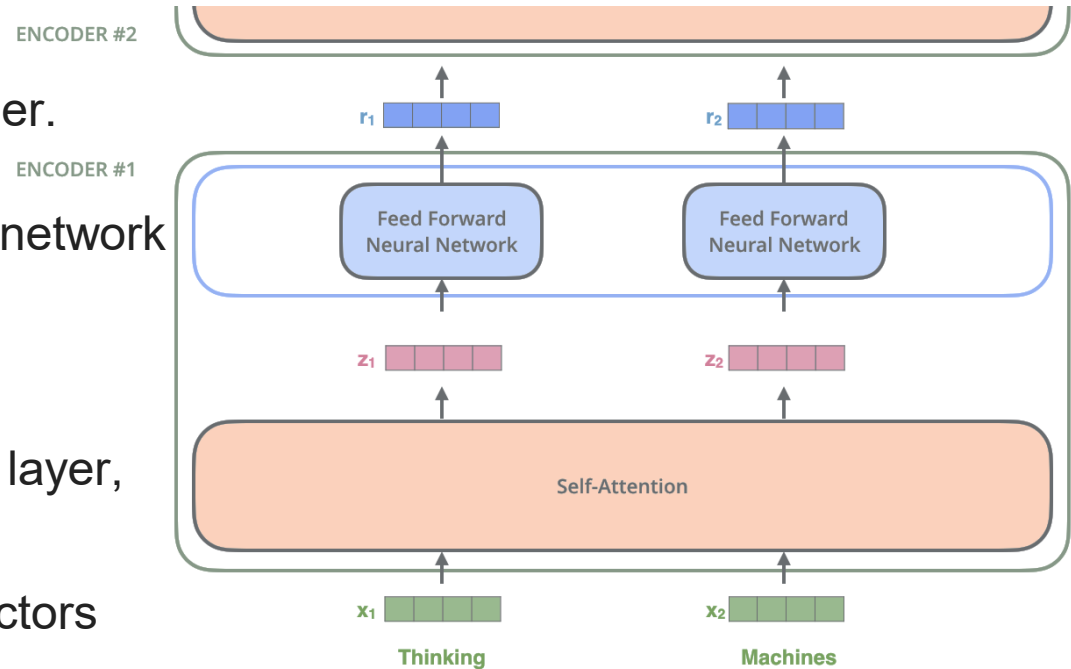 ENCODER #2
er.
r1
r2
ENCODER #1
network
Feed Forward
Neural Network
Feed Forward
Neural Network
z1
z2
layer,
Self-Attention
ctors
x1
x2
Thinking
Machines